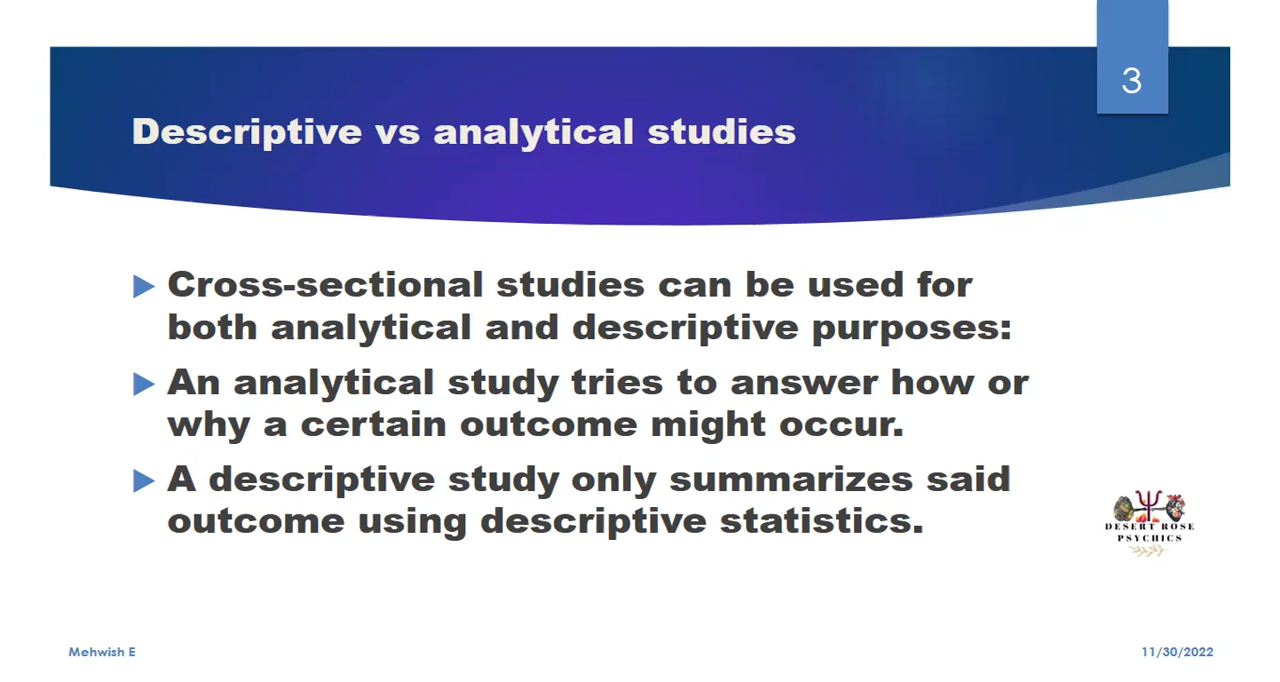 3
Descriptive vs analytical studies
Cross-sectional studies can be used for
both analytical and descriptive purposes:
An analytical study tries to answer how or
why a certain outcome might occur.
A descriptive study only summarizes said
outcome using descriptive statistics.
DESERT ROSE
PSYCHICS
Mehwish E
11/30/2022